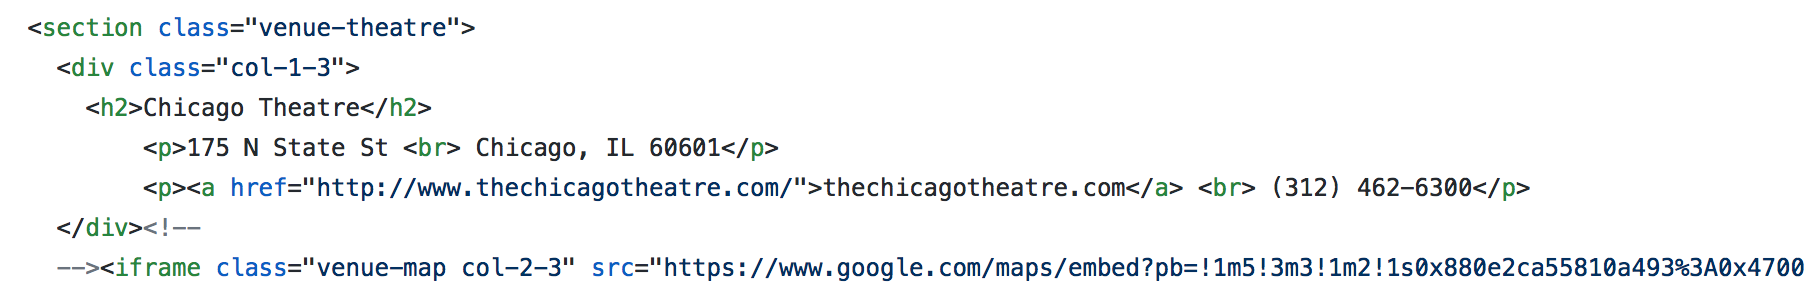 <section class="venue-theatre">
<div class="col-1-3">
<h2>Chicago Theatre</h2>
<p>175 N State St <br> Chicago, IL 60601</p>
<p><a href="http://www.thechicagotheatre.com/">thechicagotheatre.com</a> <br> (312) 462-6300</p>
</div><!--
--><iframe class="venue-map col-2-3" src="https://www.google.com/maps/embed?pb=!1m5!3m3!1m2!1s0x880e2ca55810a493%3A0x4700